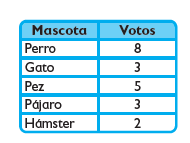 Mascota Votos
Perro 8
Gato 3
Pez 5
Pájaro 3
Hámster 2